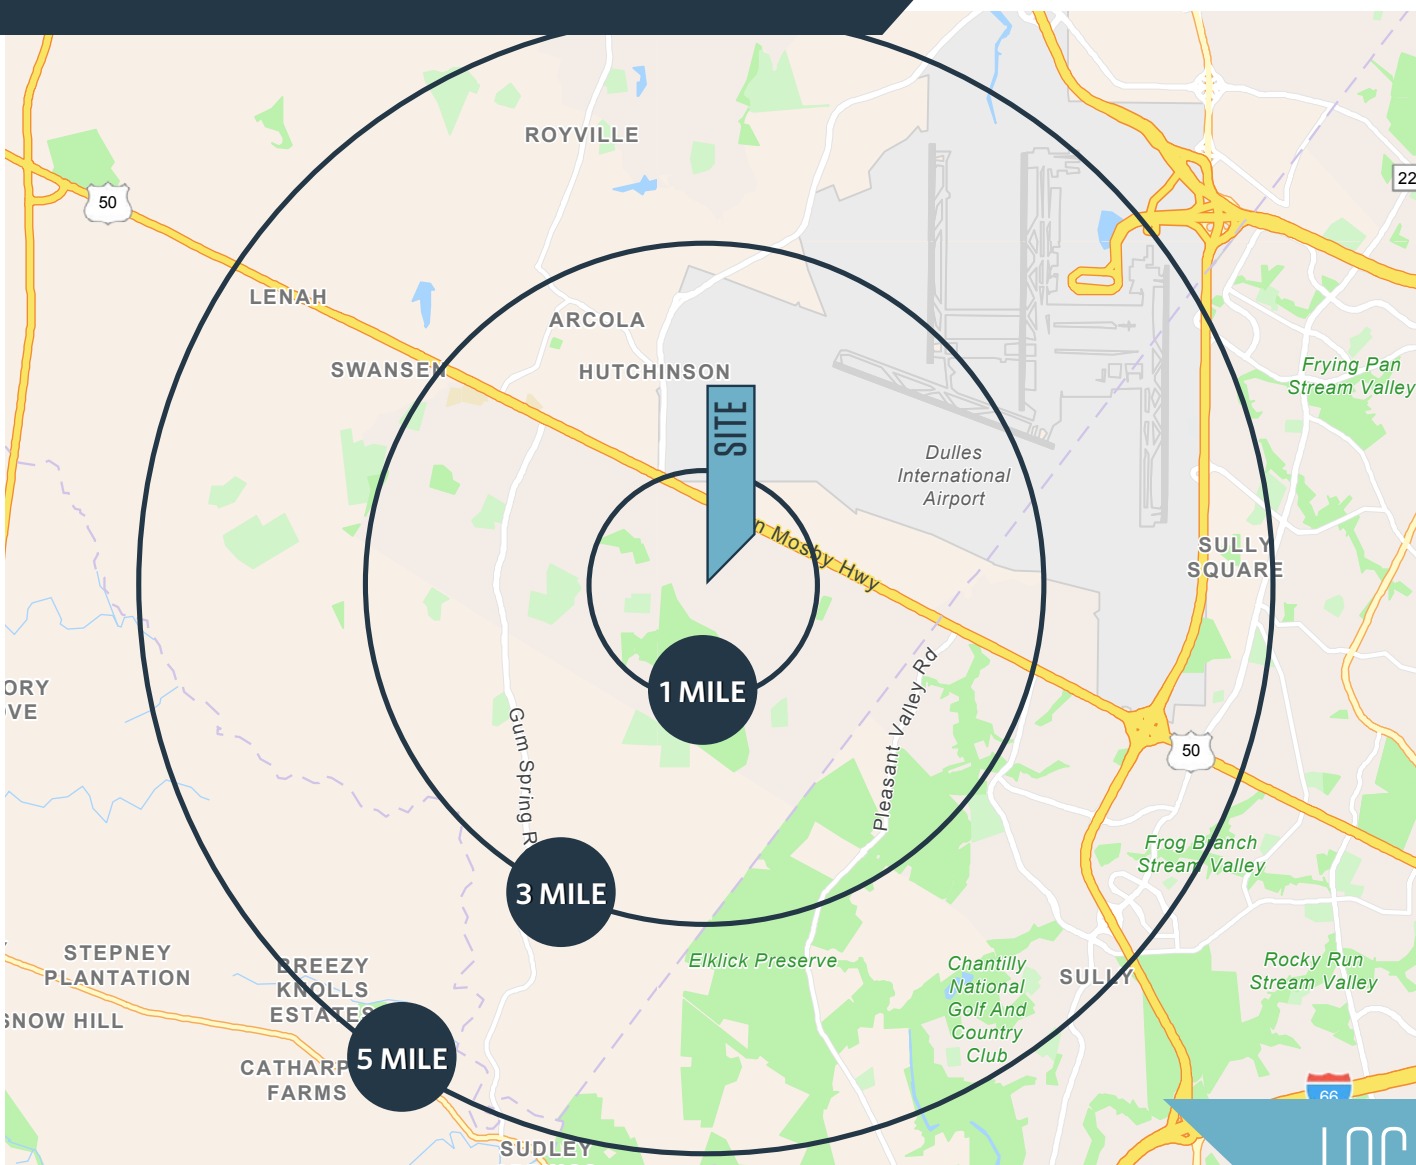 ROYVILLE
22
50
LENAH
ARCOLA
SWANSEN
HUTCHINSON
Frying Pan
Stream Valley
SITE
Dulles
International
Airport
n Mosby Hwy
SULLY
SQUARE
Pleasant Valley Rd
ORY
VE
1 MILE
Gum Spring R
50
Frog Branch
Stream Valley
3 MILE
STEPNEY
PLANTATION
BREEZY
KNOLLS
ESTATES
Elklick Preserve
Chantilly
National
Golf And
Country
Club
SULLY
Rocky Run
Stream Valley
SNOW HILL
5 MILE
CATHARP
FARMS
66
SUDLEY